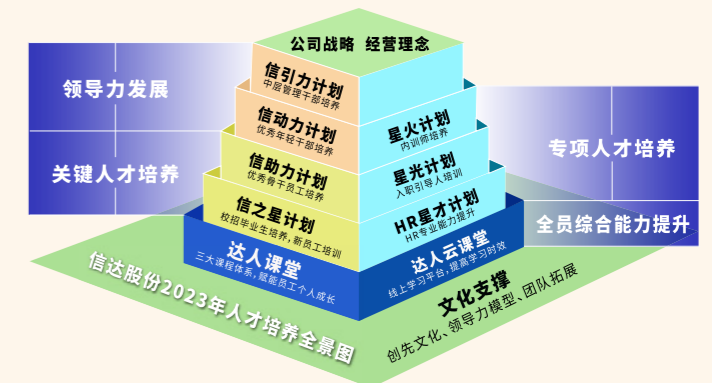 公司战略 经营理念
领导力发展
关键人才培养
信引力计划
中层管理干部培养
信动力计划
优秀年轻干部培养
信助力计划
优秀骨干员工培养
信之星计划
校招毕业生培养,新员工培训
达人课堂
三大课程体系,赋能员工个人成长
星火计划
内训师培养
星光计划
入职引导人培训
HR星才计划
HR专业能力提升
达人云课堂
线上学习平台,提高学习时效
专项人才培养
全员综合能力提升
信达股份2023年人才培养全景图
文化支撑
创先文化、领导力模型、团队拓展